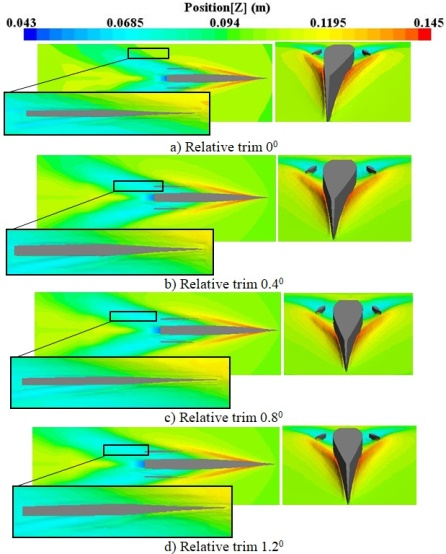 Position[Z] (m)
0.043 0.0685 0.094 0.1195 0.145
a) Relative trim 0⁰
b) Relative trim 0.4⁰
c) Relative trim 0.8⁰
d) Relative trim 1.2⁰